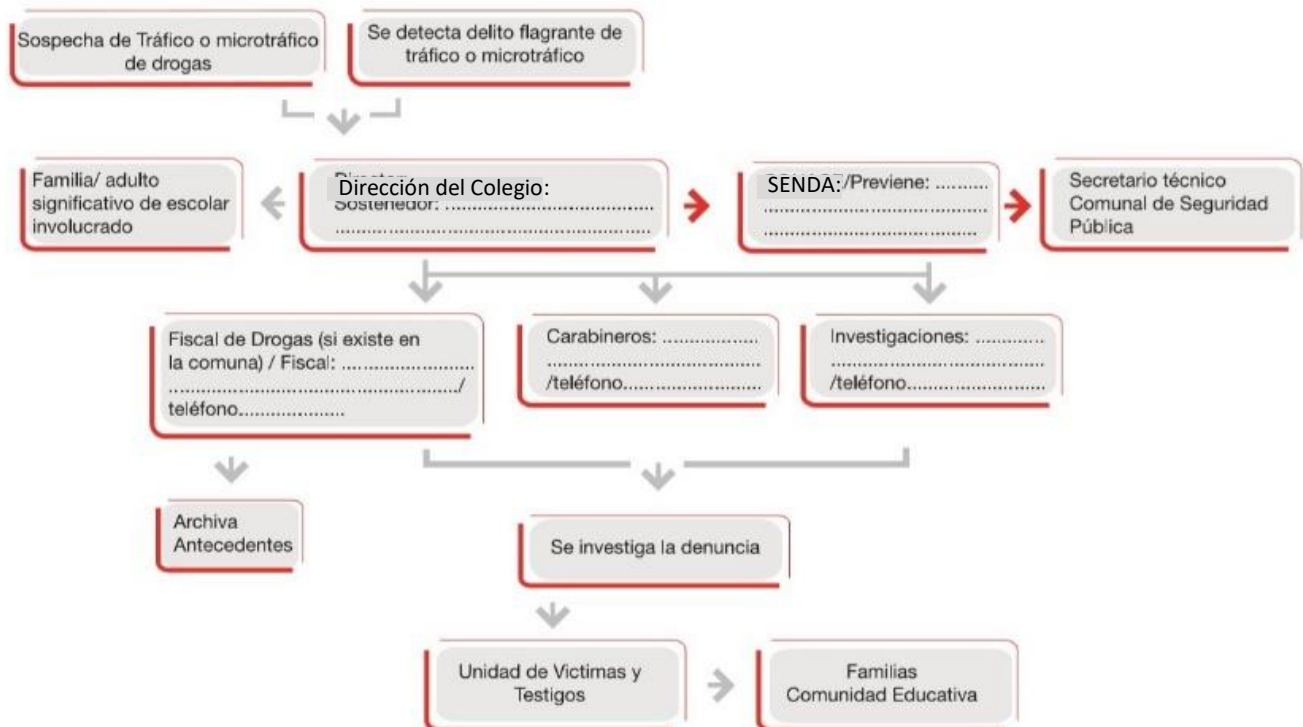 Sospecha de Tráfico o microtráfico
de drogas
Se detecta delito flagrante de
tráfico o microtráfico
Familia/ adulto
significativo de escolar
involucrado
Dirección del Colegio:
Sostenedor: ..........................................
................................................................
SENDA:/Previene: ...........
...........................................
...........................................
Secretario técnico
Comunal de Seguridad
Pública
Fiscal de Drogas (si existe en
la comuna) / Fiscal: ...........................
.........................................................../
teléfono.....................
Carabineros: ...................
...........................................
/teléfono............................
Investigaciones: ..............
...........................................
/teléfono............................
Archiva
Antecedentes
Se investiga la denuncia
Unidad de Victimas y
Testigos
Familias
Comunidad Educativa